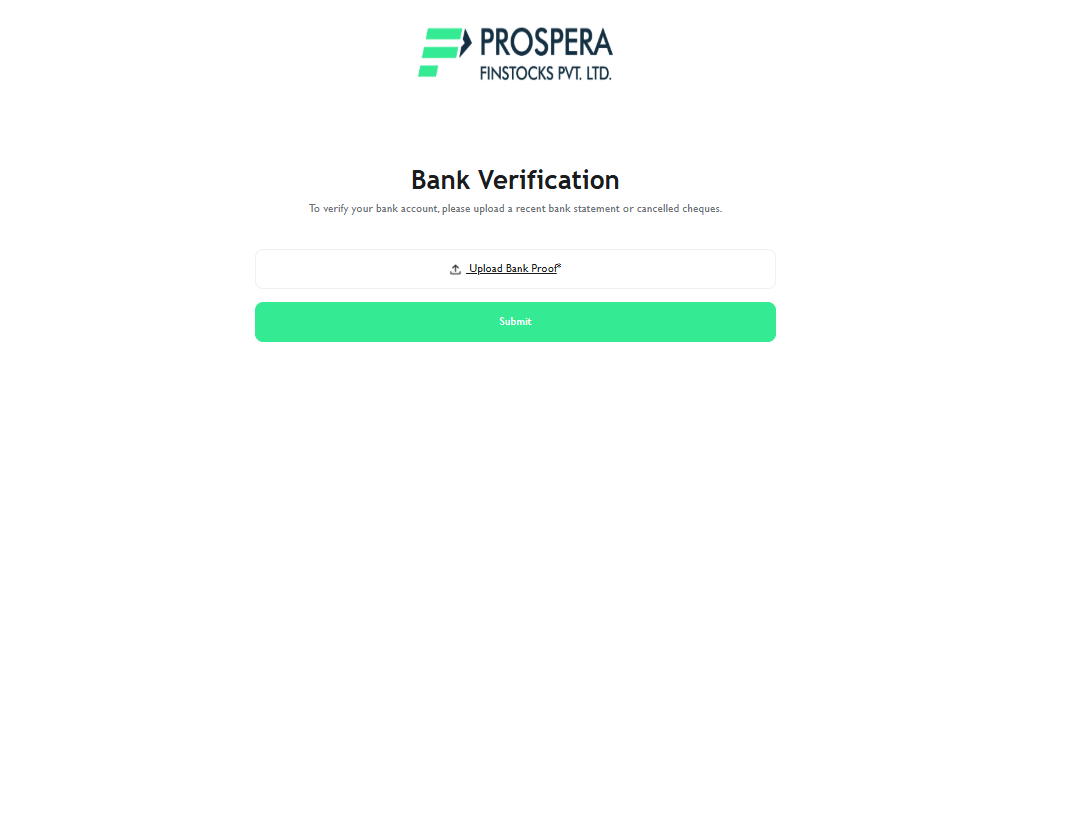 PROSPERA
FINSTOCKS PVT. LTD.
Bank Verification
To verify your bank account, please upload a recent bank statement or cancelled cheques.
Upload Bank Proof*
Submit